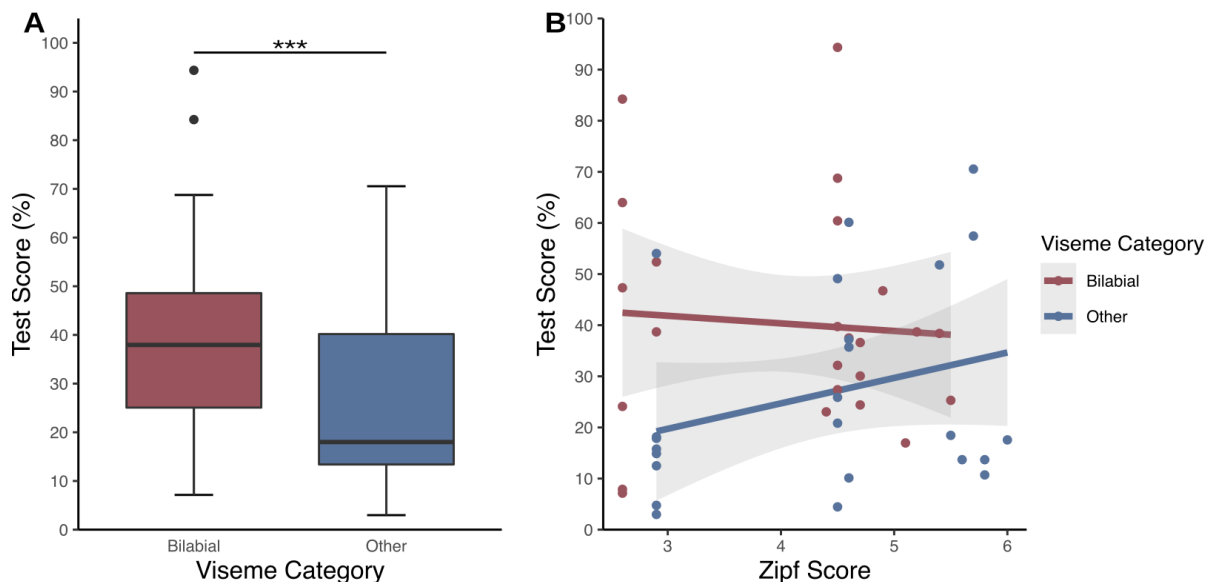 A
***
100
90
80
70
60
50
40
30
20
10
0
Test Score (%)
Bilabial Other
Viseme Category
B
100
90
80
70
60
50
40
30
20
10
0
Test Score (%)
3 4 5 6
Zipf Score
Viseme Category
Bilabial
Other